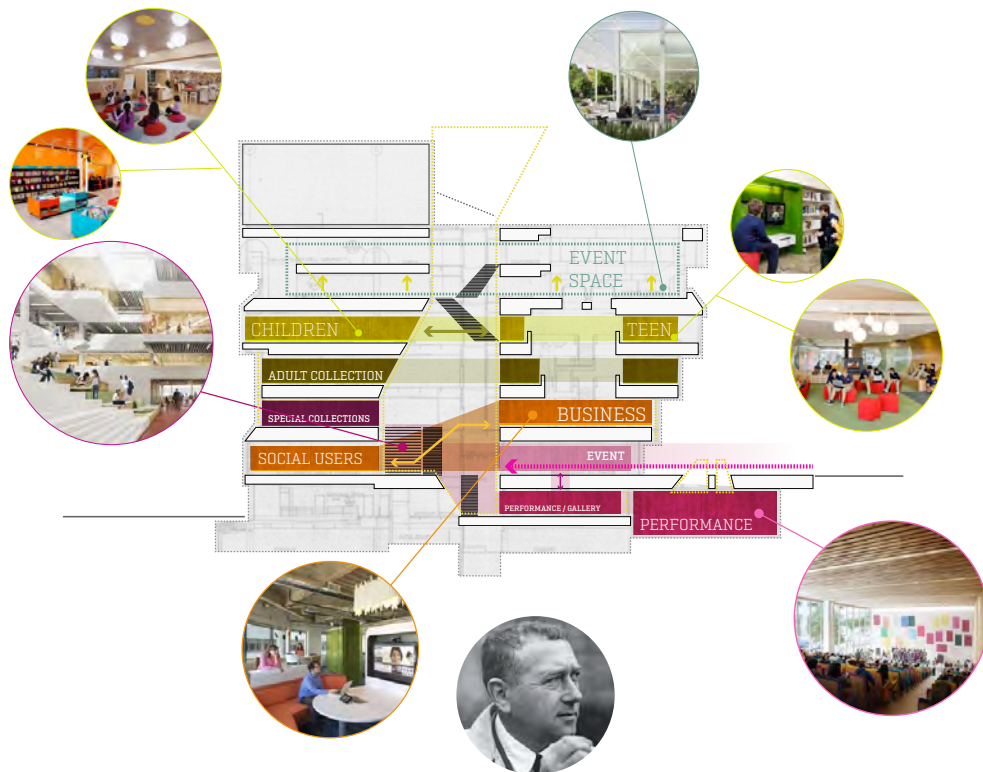 EVENT
SPACE
CHILDREN
TEEN
ADULT COLLECTION
SPECIAL COLLECTIONS
BUSINESS
SOCIAL USERS
EVENT
PERFORMANCE / GALLERY
PERFORMANCE